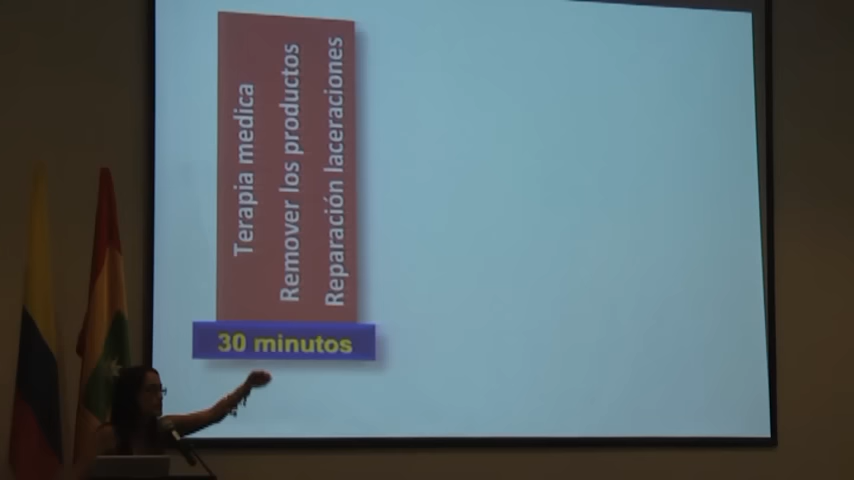 Terapia medica
Remover los productos
Reparación laceraciones
30 minutos